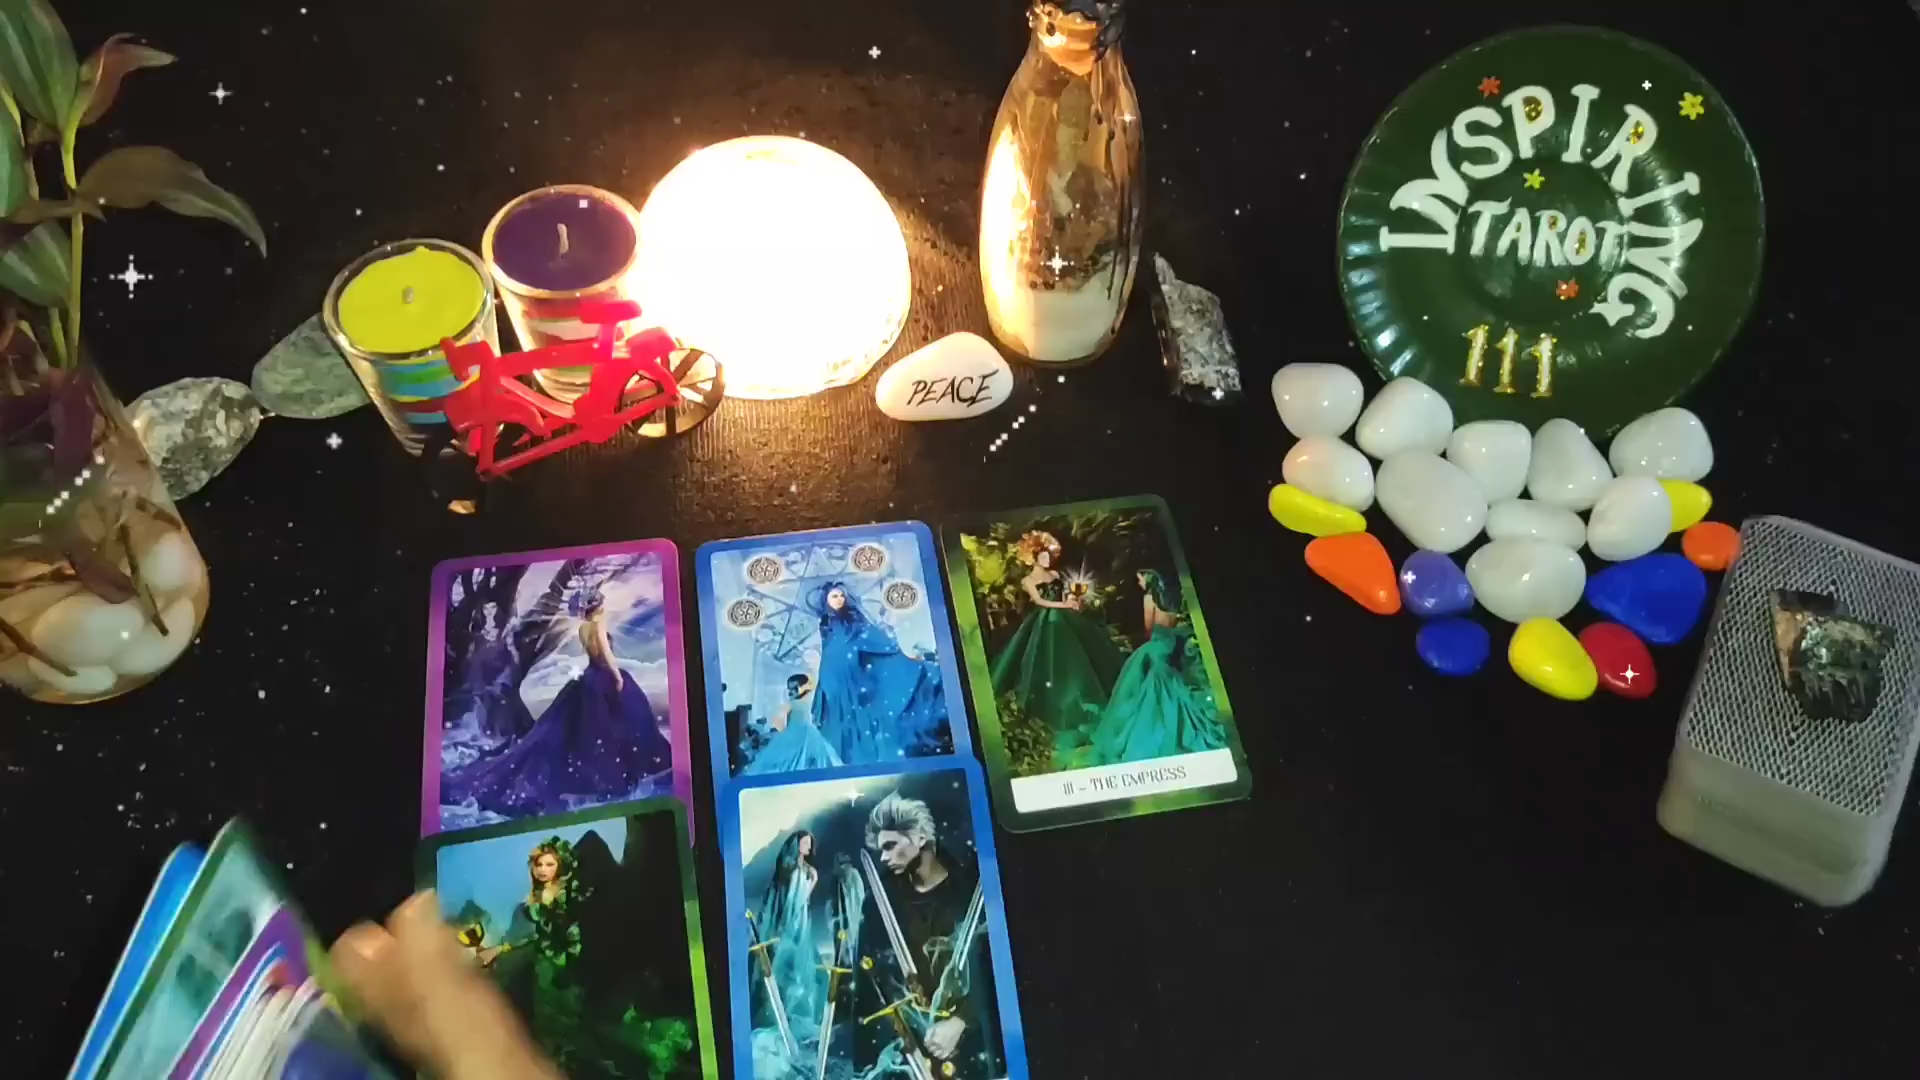 INSPIRING
TAROT
111
PEACE
III - THE EMPRESS